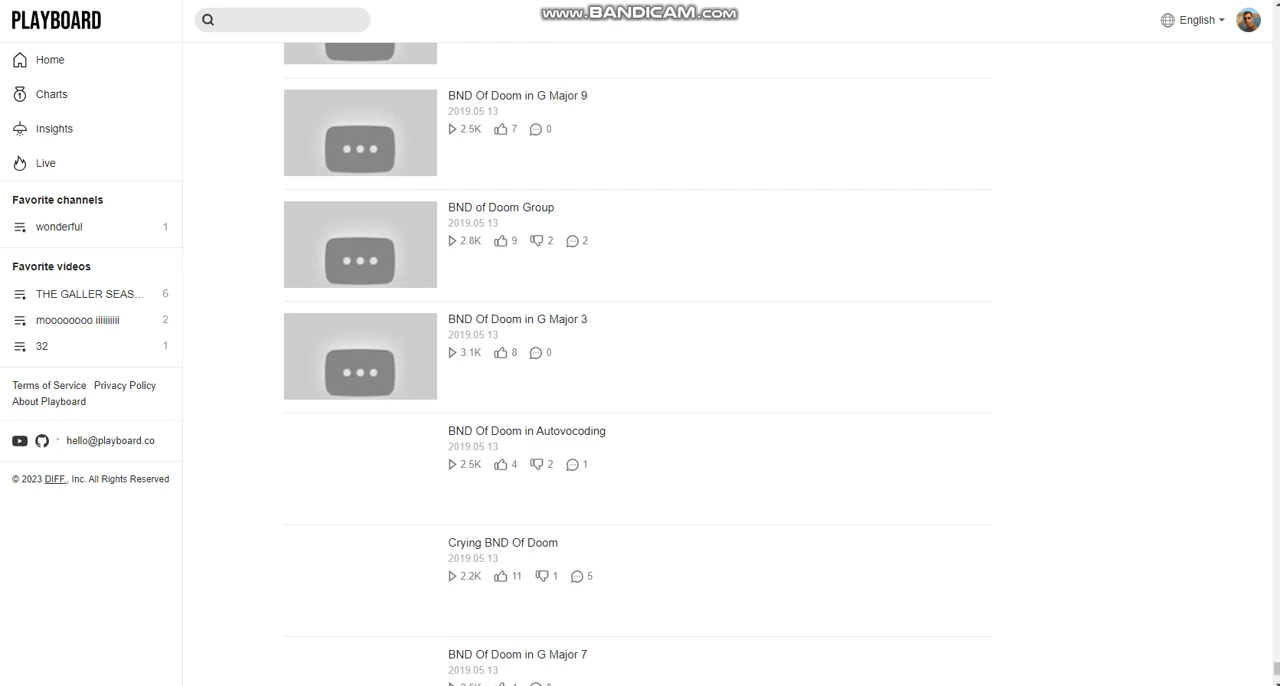 PLAYBOARD
www.BANDICAM.com
English
Home
Charts
Insights
Live
Favorite channels
wonderful 1
Favorite videos
THE GALLER SEAS... 6
moooooooo iiiiiiiiii 2
32 1
Terms of Service Privacy Policy
About Playboard
hello@playboard.co
© 2023 DIFF., Inc. All Rights Reserved
BND Of Doom in G Major 9
2019.05.13
2.5K 7 0
BND of Doom Group
2019.05.13
2.8K 9 2 2
BND Of Doom in G Major 3
2019.05.13
3.1K 8 0
BND Of Doom in Autovocoding
2019.05.13
2.5K 4 2 1
Crying BND Of Doom
2019.05.13
2.2K 11 1 5
BND Of Doom in G Major 7
2019.05.13